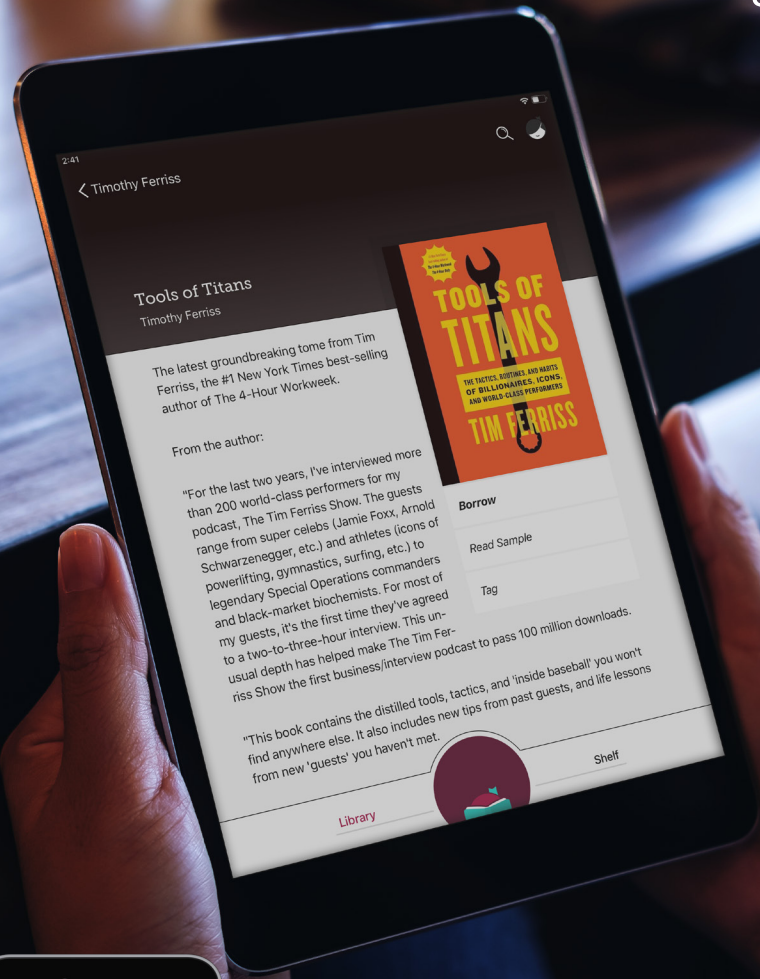 2:41
Timothy Ferriss
Tools of Titans
Timothy Ferriss
The latest groundbreaking tome from Tim
Ferriss, the #1 New York Times best-selling
author of The 4-Hour Workweek.
From the author:
"For the last two years, I've interviewed more
than 200 world-class performers for my
podcast, The Tim Ferriss Show. The guests
range from super celebs (Jamie Foxx, Arnold
Schwarzenegger, etc.) and athletes (icons of
powerlifting, gymnastics, surfing, etc.) to
legendary Special Operations commanders
and black-market biochemists. For most of
my guests, it's the first time they've agreed
to a two-to-three-hour interview. This un-
usual depth has helped make The Tim Fer-
riss Show the first business/interview podcast to pass 100 million downloads.
"This book contains the distilled tools, tactics, and 'inside baseball' you won't
find anywhere else. It also includes new tips from past guests, and life lessons
from new 'guests' you haven't met.
TOOLS OF
TITANS
THE TACTICS, ROUTINES, AND HABITS
OF BILLIONAIRES, ICONS,
AND WORLD-CLASS PERFORMERS
TIM FERRISS
Borrow
Read Sample
Tag
Library
Shelf